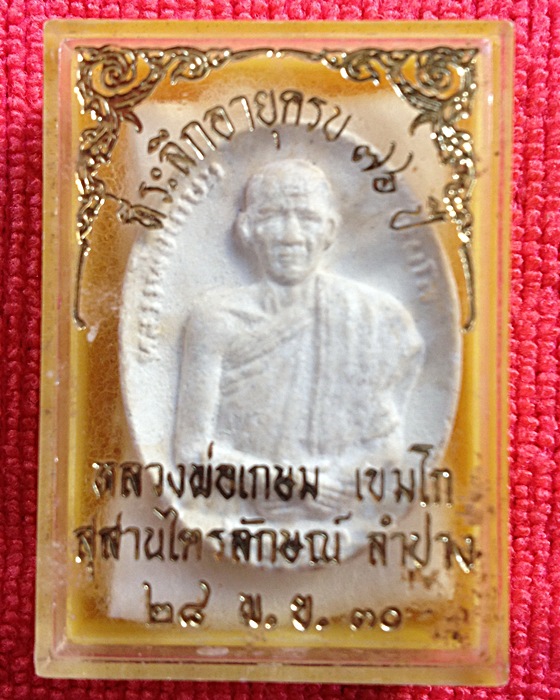 ที่ระลึกอายุครบ ๗๖ ปี
หลวงพ่อเกษม เขมโก
สุสานไตรลักษณ์ ลำปาง
๒๘ พ.ย. ๓๐